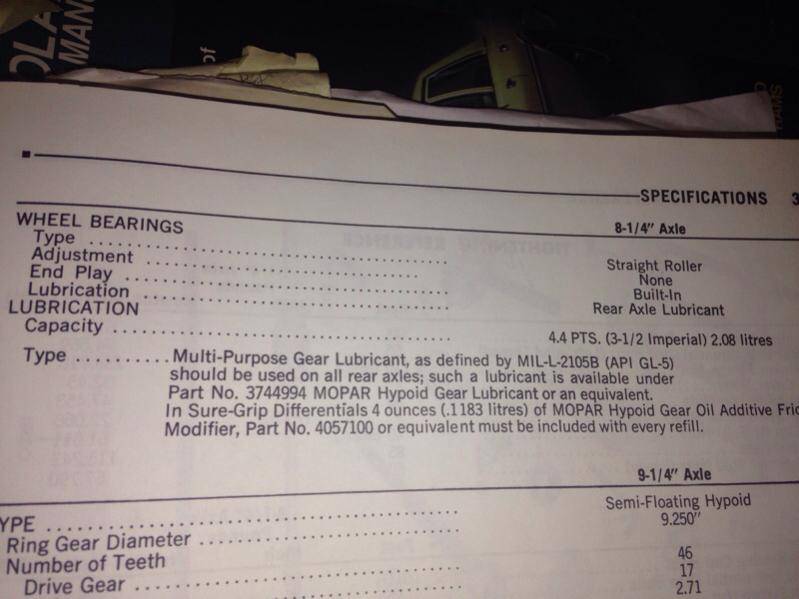 OLA
MANU
of
RAMS
SPECIFICATIONS 3
WHEEL BEARINGS 8-1/4" Axle
Type ........ Straight Roller
Adjustment ........ None
End Play ........ Built-In
Lubrication ........ Rear Axle Lubricant
LUBRICATION
Capacity ........ 4.4 PTS. (3-1/2 Imperial) 2.08 litres
Type .......... Multi-Purpose Gear Lubricant, as defined by MIL-L-2105B (API GL-5)
should be used on all rear axles; such a lubricant is available under
Part No. 3744994 MOPAR Hypoid Gear Lubricant or an equivalent.
In Sure-Grip Differentials 4 ounces (.1183 litres) of MOPAR Hypoid Gear Oil Additive Fric
Modifier, Part No. 4057100 or equivalent must be included with every refill.
9-1/4" Axle
YPE ........ Semi-Floating Hypoid
Ring Gear Diameter ........ 9.250"
Number of Teeth
Drive Gear ........ 46
17
2.71